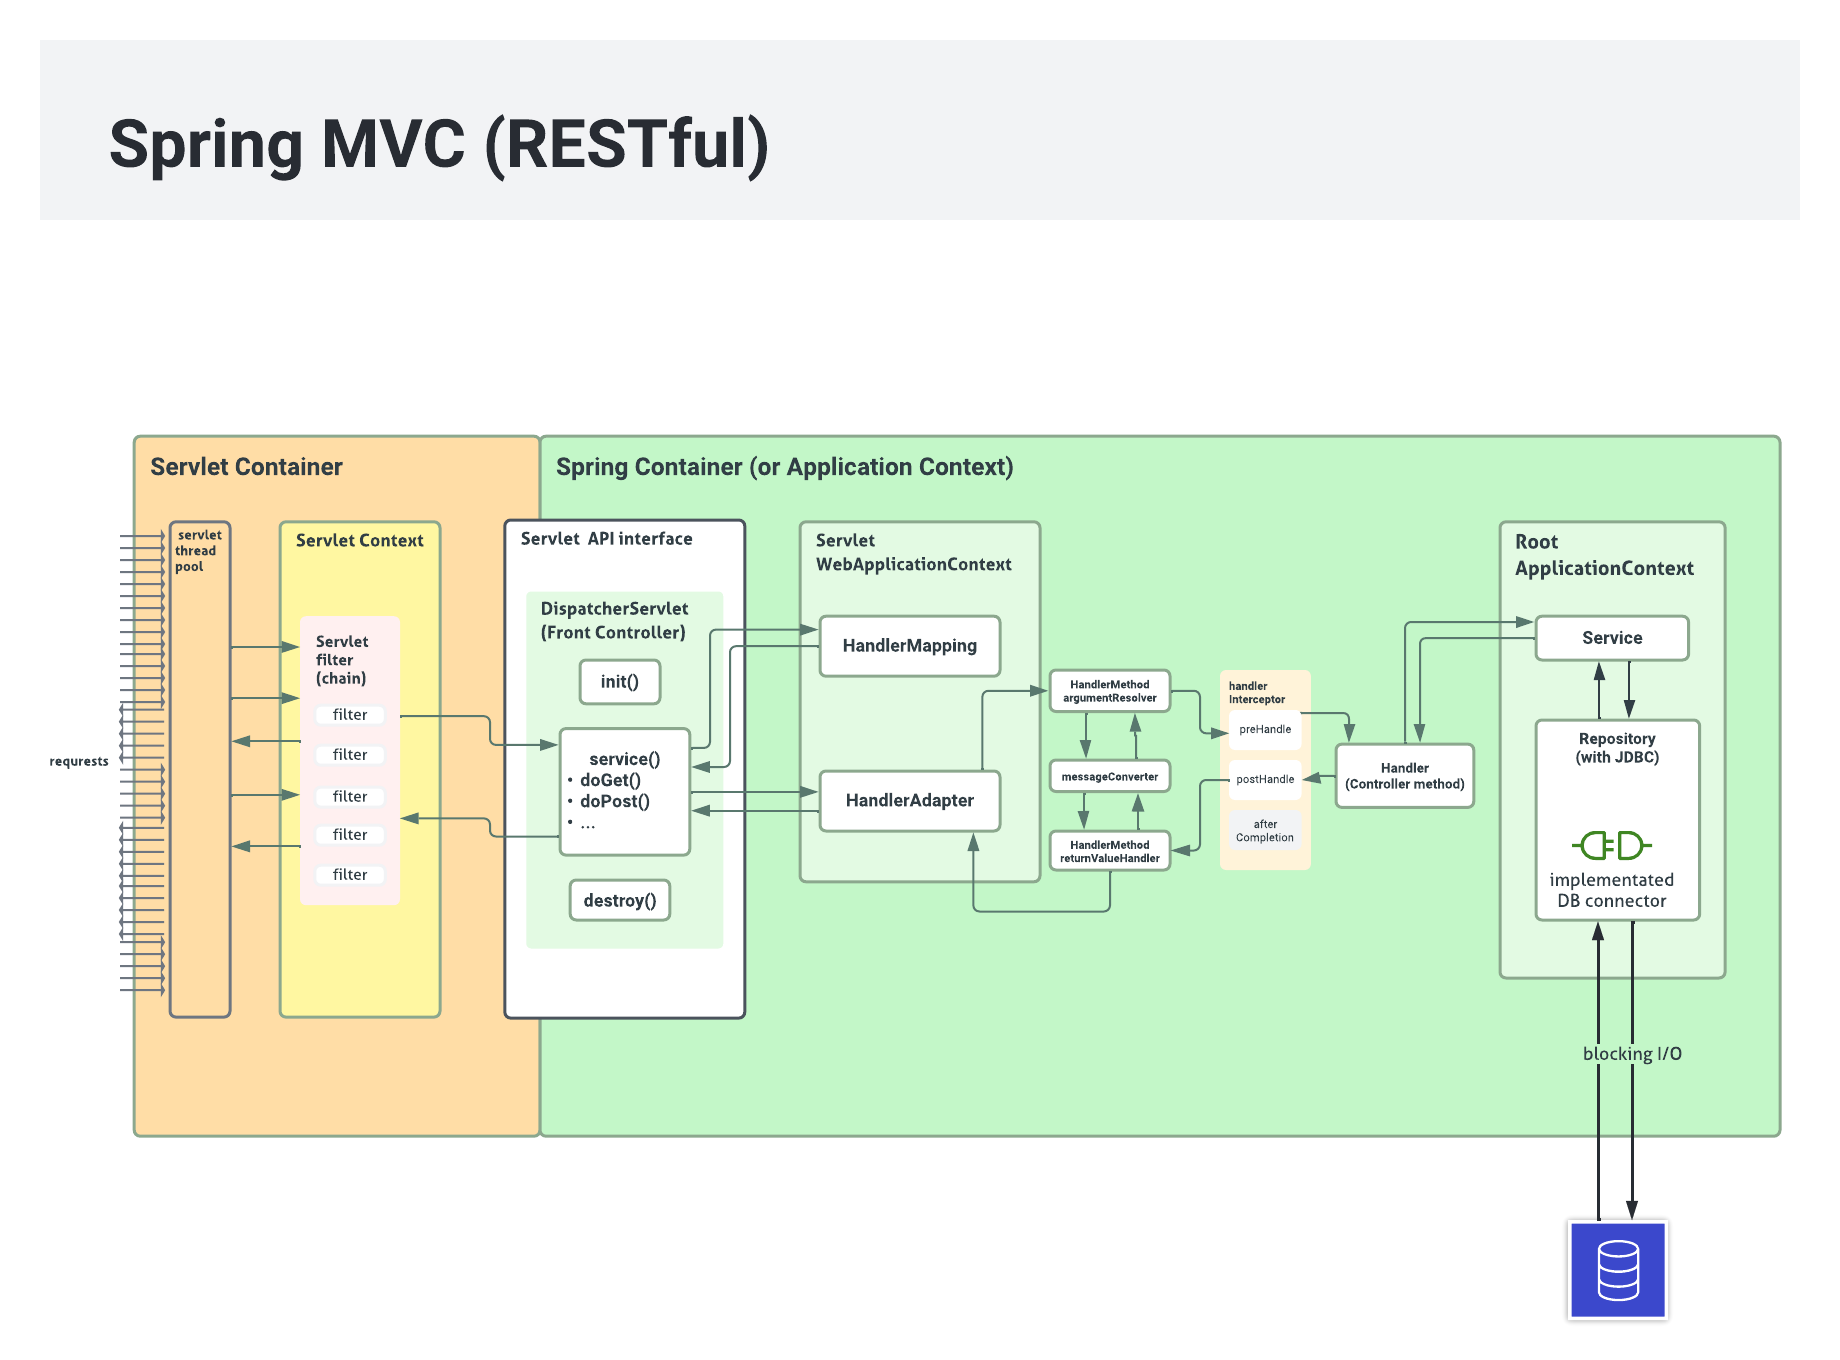 Spring MVC (RESTful)
Servlet Container
Spring Container (or Application Context)
requrests
servlet
thread
pool
Servlet Context
Servlet
filter
(chain)
filter
filter
filter
filter
filter
Servlet API interface
DispatcherServlet
(Front Controller)
init()
service()
• doGet()
• doPost()
• ...
destroy()
Servlet
WebApplicationContext
HandlerMapping
HandlerAdapter
HandlerMethod
argumentResolver
messageConverter
HandlerMethod
returnValueHandler
handler
Interceptor
preHandle
postHandle
after
Completion
Handler
(Controller method)
Root
ApplicationContext
Service
Repository
(with JDBC)
implementated
DB connector
blocking I/O